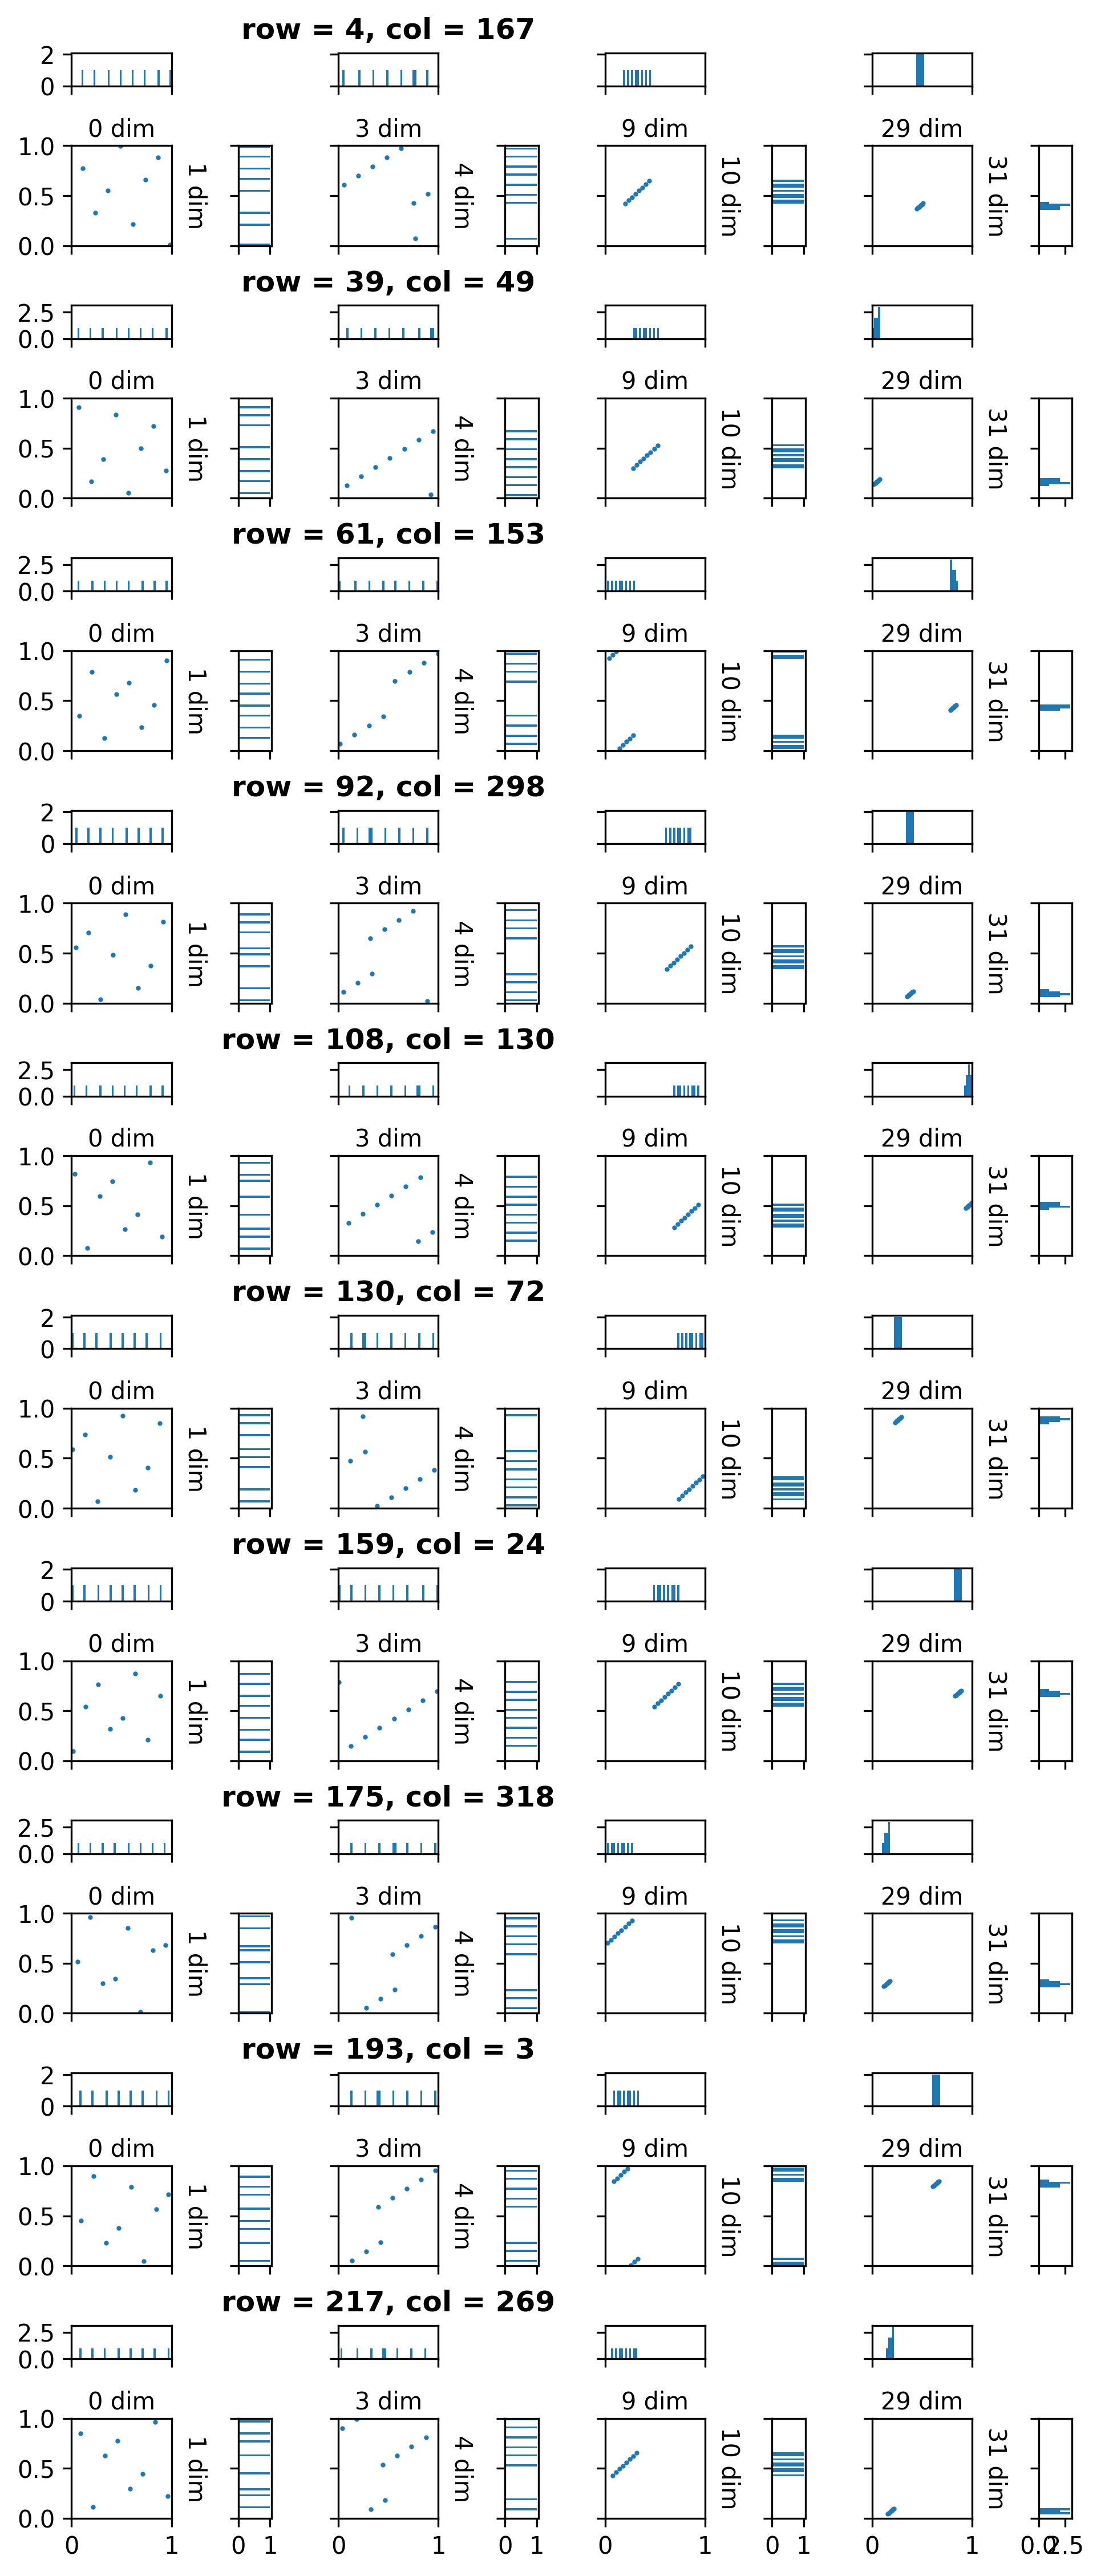 row = 4, col = 167
2
0
0 dim 3 dim 9 dim 29 dim
1.0
0.5
0.0
1 dim 4 dim 10 dim 31 dim
row = 39, col = 49
2.5
0.0
0 dim 3 dim 9 dim 29 dim
1.0
0.5
0.0
1 dim 4 dim 10 dim 31 dim
row = 61, col = 153
2.5
0.0
0 dim 3 dim 9 dim 29 dim
1.0
0.5
0.0
1 dim 4 dim 10 dim 31 dim
row = 92, col = 298
2
0
0 dim 3 dim 9 dim 29 dim
1.0
0.5
0.0
1 dim 4 dim 10 dim 31 dim
row = 108, col = 130
2.5
0.0
0 dim 3 dim 9 dim 29 dim
1.0
0.5
0.0
1 dim 4 dim 10 dim 31 dim
row = 130, col = 72
2
0
0 dim 3 dim 9 dim 29 dim
1.0
0.5
0.0
1 dim 4 dim 10 dim 31 dim
row = 159, col = 24
2
0
0 dim 3 dim 9 dim 29 dim
1.0
0.5
0.0
1 dim 4 dim 10 dim 31 dim
row = 175, col = 318
2.5
0.0
0 dim 3 dim 9 dim 29 dim
1.0
0.5
0.0
1 dim 4 dim 10 dim 31 dim
row = 193, col = 3
2
0
0 dim 3 dim 9 dim 29 dim
1.0
0.5
0.0
1 dim 4 dim 10 dim 31 dim
row = 217, col = 269
2.5
0.0
0 dim 3 dim 9 dim 29 dim
1.0
0.5
0.0
1 dim 4 dim 10 dim 31 dim
0 1 0 1 0 1 0 1 0 1 0 1 0 1 0.0 2.5